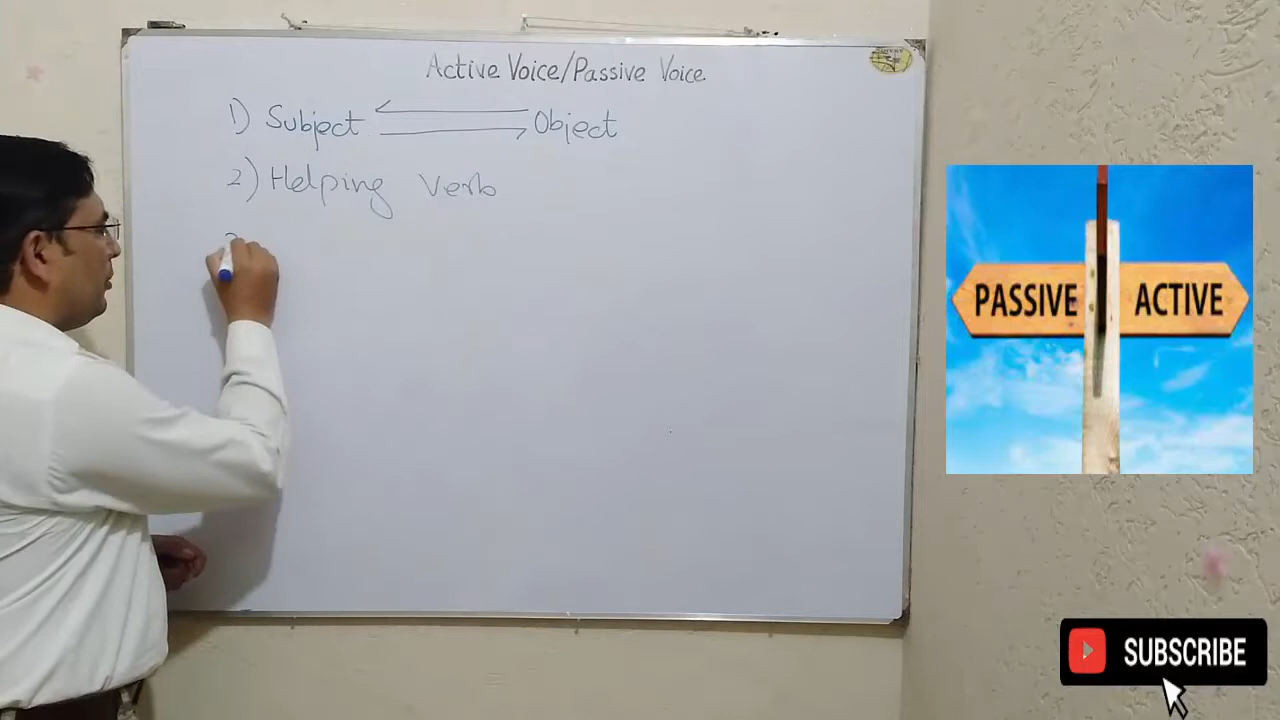 Active Voice/Passive Voice
1) Subject Object
2) Helping Verb
PASSIVE ACTIVE
SUBSCRIBE